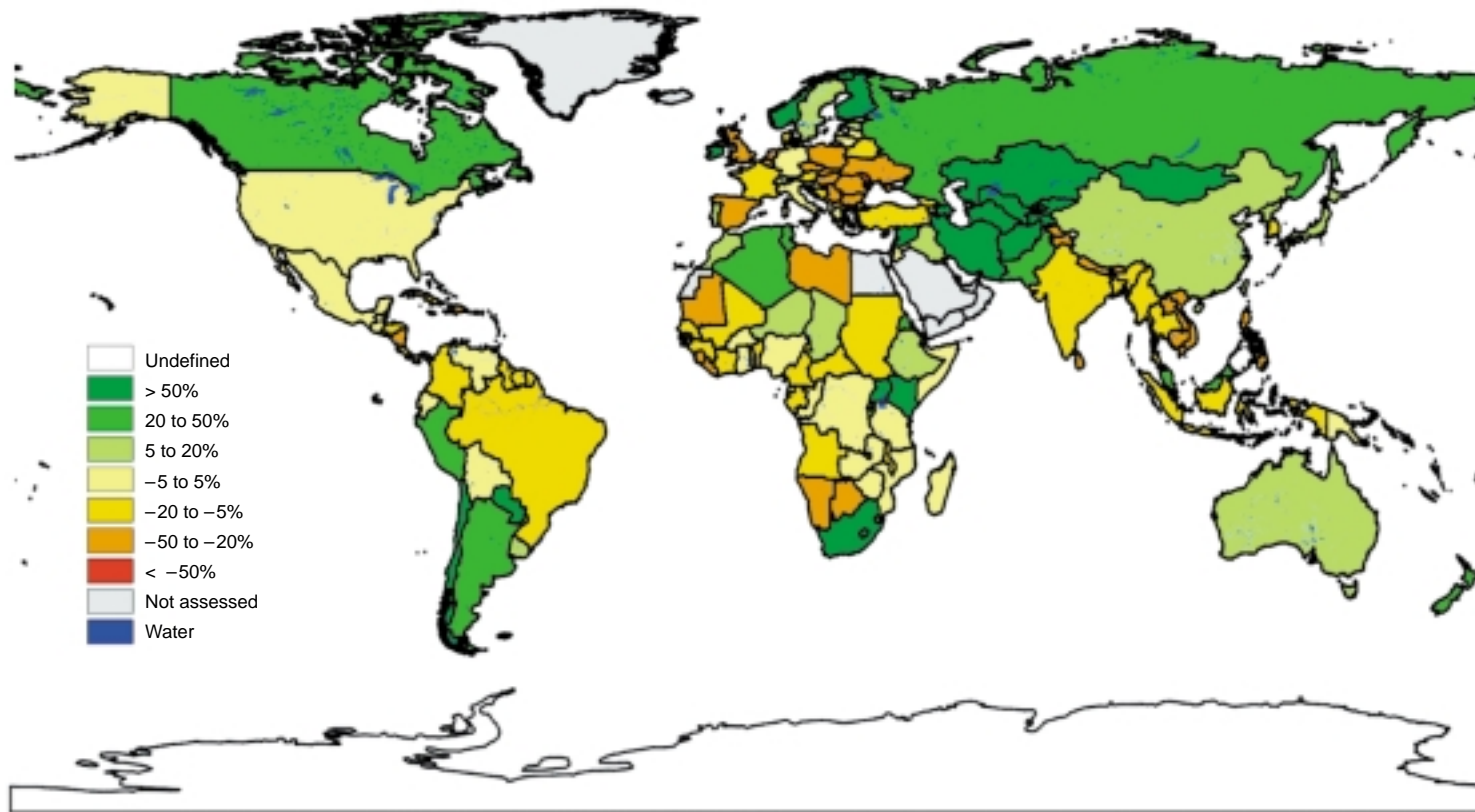 Undefined
> 50%
20 to 50%
5 to 20%
−5 to 5%
−20 to −5%
−50 to −20%
< −50%
Not assessed
Water